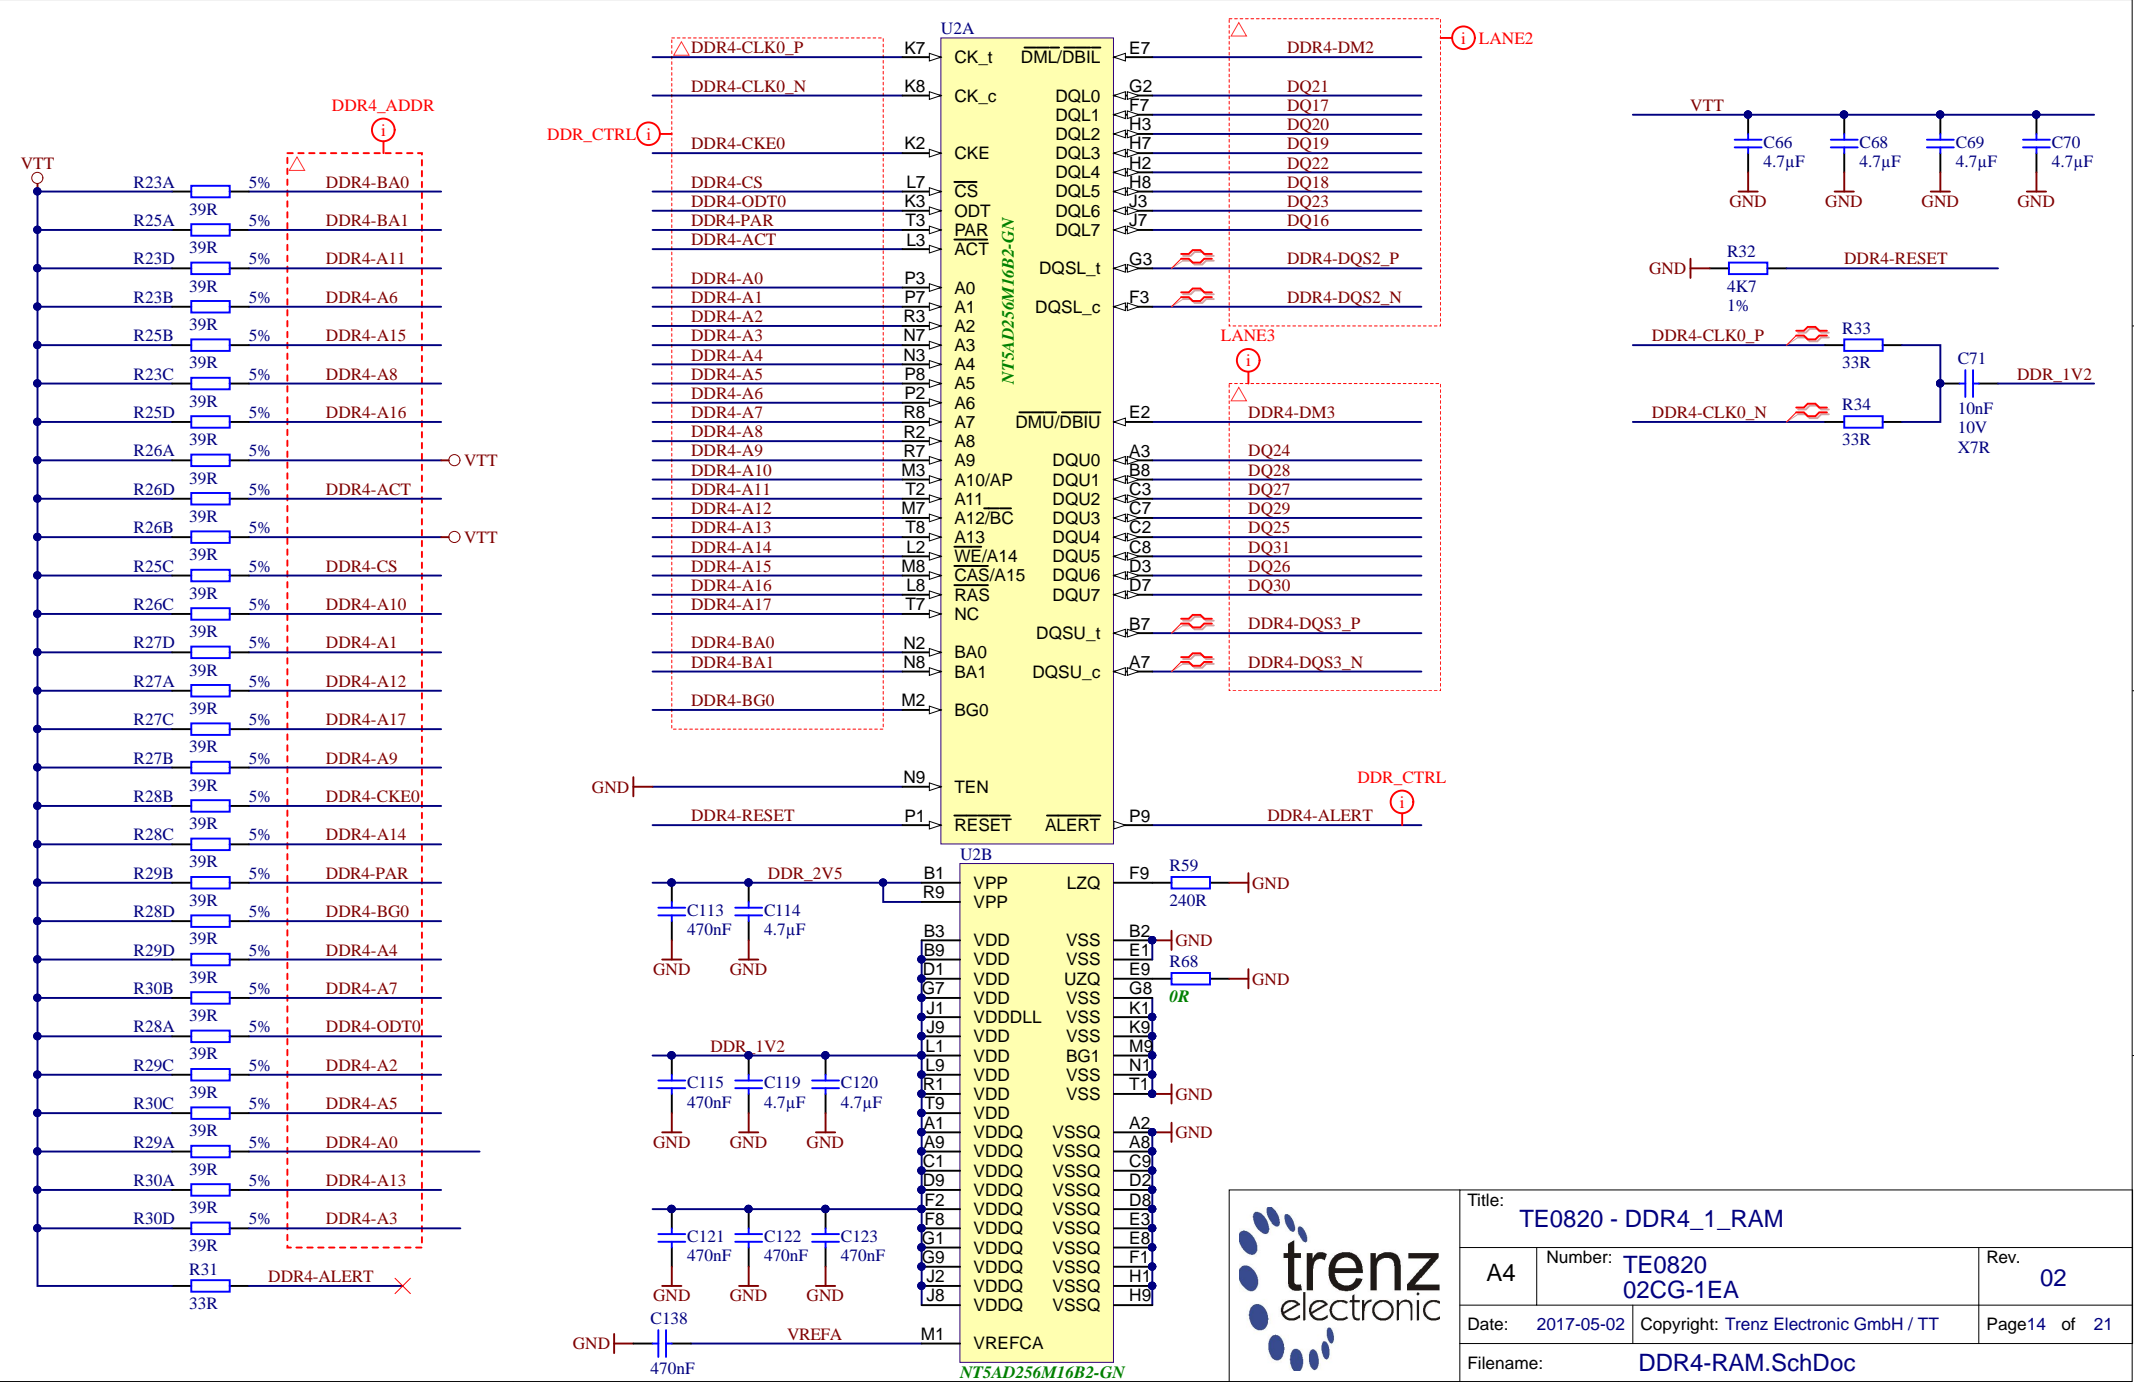 DDR4_ADDR
i
VTT
R23A 5% DDR4-BA0
39R
R25A 5% DDR4-BA1
39R
R23D 5% DDR4-A11
39R
R23B 5% DDR4-A6
39R
R25B 5% DDR4-A15
39R
R23C 5% DDR4-A8
39R
R25D 5% DDR4-A16
39R
R26A 5% VTT
39R
R26D 5% DDR4-ACT
39R
R26B 5% VTT
39R
R25C 5% DDR4-CS
39R
R26C 5% DDR4-A10
39R
R27D 5% DDR4-A1
39R
R27A 5% DDR4-A12
39R
R27C 5% DDR4-A17
39R
R27B 5% DDR4-A9
39R
R28B 5% DDR4-CKE0
39R
R28C 5% DDR4-A14
39R
R29B 5% DDR4-PAR
39R
R28D 5% DDR4-BG0
39R
R29D 5% DDR4-A4
39R
R30B 5% DDR4-A7
39R
R28A 5% DDR4-ODT0
39R
R29C 5% DDR4-A2
39R
R30C 5% DDR4-A5
39R
R29A 5% DDR4-A0
39R
R30A 5% DDR4-A13
39R
R30D 5% DDR4-A3
39R
R31 DDR4-ALERT
33R
U2A
DDR_CTRL i
DDR4-CLK0_P K7 CK_t
DDR4-CLK0_N K8 CK_c
DDR4-CKE0 K2 CKE
DDR4-CS L7 CS
DDR4-ODT0 K3 ODT
DDR4-PAR T3 PAR
DDR4-ACT L3 ACT
DDR4-A0 P3 A0
DDR4-A1 P7 A1
DDR4-A2 R3 A2
DDR4-A3 N7 A3
DDR4-A4 N3 A4
DDR4-A5 P8 A5
DDR4-A6 P2 A6
DDR4-A7 R8 A7
DDR4-A8 R2 A8
DDR4-A9 R7 A9
DDR4-A10 M3 A10/AP
DDR4-A11 T2 A11
DDR4-A12 M7 A12/BC
DDR4-A13 T8 A13
DDR4-A14 L2 WE/A14
DDR4-A15 M8 CAS/A15
DDR4-A16 L8 RAS
DDR4-A17 T7 NC
DDR4-BA0 N2 BA0
DDR4-BA1 N8 BA1
DDR4-BG0 M2 BG0
GND N9 TEN
DDR4-RESET P1 RESET
NT5AD256M16B2-GN
i LANE2
DML/DBIL E7 DDR4-DM2
DQL0 G2 DQ21
DQL1 F7 DQ17
DQL2 H3 DQ20
DQL3 H7 DQ19
DQL4 H2 DQ22
DQL5 H8 DQ18
DQL6 J3 DQ23
DQL7 J7 DQ16
DQSL_t G3 DDR4-DQS2_P
DQSL_c F3 DDR4-DQS2_N
LANE3
i
DMU/DBIU E2 DDR4-DM3
DQU0 A3 DQ24
DQU1 B8 DQ28
DQU2 C3 DQ27
DQU3 C7 DQ29
DQU4 C2 DQ25
DQU5 C8 DQ31
DQU6 D3 DQ26
DQU7 D7 DQ30
DQSU_t B7 DDR4-DQS3_P
DQSU_c A7 DDR4-DQS3_N
DDR_CTRL
i
ALERT P9 DDR4-ALERT
U2B
DDR_2V5 B1 VPP
R9 VPP
C113 C114
470nF 4.7µF
GND GND
B3 VDD
B9 VDD
D1 VDD
G7 VDD
J1 VDDDLL
J9 VDD
DDR_1V2 L1 VDD
L9 VDD
R1 VDD
T9 VDD
C115 C119 C120
470nF 4.7µF 4.7µF
GND GND GND
A1 VDDQ
A9 VDDQ
C1 VDDQ
D9 VDDQ
F2 VDDQ
F8 VDDQ
G1 VDDQ
G9 VDDQ
J2 VDDQ
J8 VDDQ
C121 C122 C123
470nF 470nF 470nF
GND GND GND
C138
GND VREFA M1 VREFCA
470nF
NT5AD256M16B2-GN
R59
LZQ F9 GND
240R
VSS B2 GND
VSS E1
R68
UZQ E9 GND
0R
VSS G8
VSS K1
VSS K9
BG1 M9
VSS N1
VSS T1 GND
VSSQ A2 GND
VSSQ A8
VSSQ C9
VSSQ D2
VSSQ D8
VSSQ E3
VSSQ E8
VSSQ F1
VSSQ H1
VSSQ H9
VTT
C66 C68 C69 C70
4.7µF 4.7µF 4.7µF 4.7µF
GND GND GND GND
R32
GND DDR4-RESET
4K7
1%
DDR4-CLK0_P R33
33R
C71
DDR_1V2
DDR4-CLK0_N R34
33R
10nF
10V
X7R
trenz
electronic
Title:
TE0820 - DDR4_1_RAM
A4
Number: TE0820
02CG-1EA
Rev.
02
Date: 2017-05-02 Copyright: Trenz Electronic GmbH / TT Page14 of 21
Filename: DDR4-RAM.SchDoc